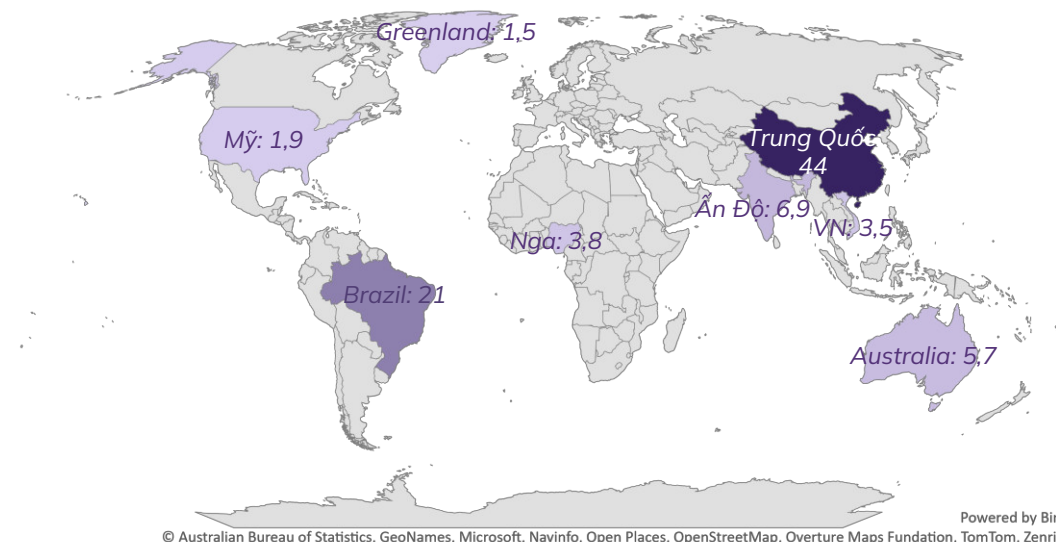 Greenland: 1,5
Mỹ: 1,9
Trung Quốc
44
Ấn Độ: 6,9
VN: 3,5
Nga: 3,8
Brazil: 21
Australia: 5,7
Powered by Bin
© Australian Bureau of Statistics, GeoNames, Microsoft, Navinfo, Open Places, OpenStreetMap, Overture Maps Fundation, TomTom, Zenri